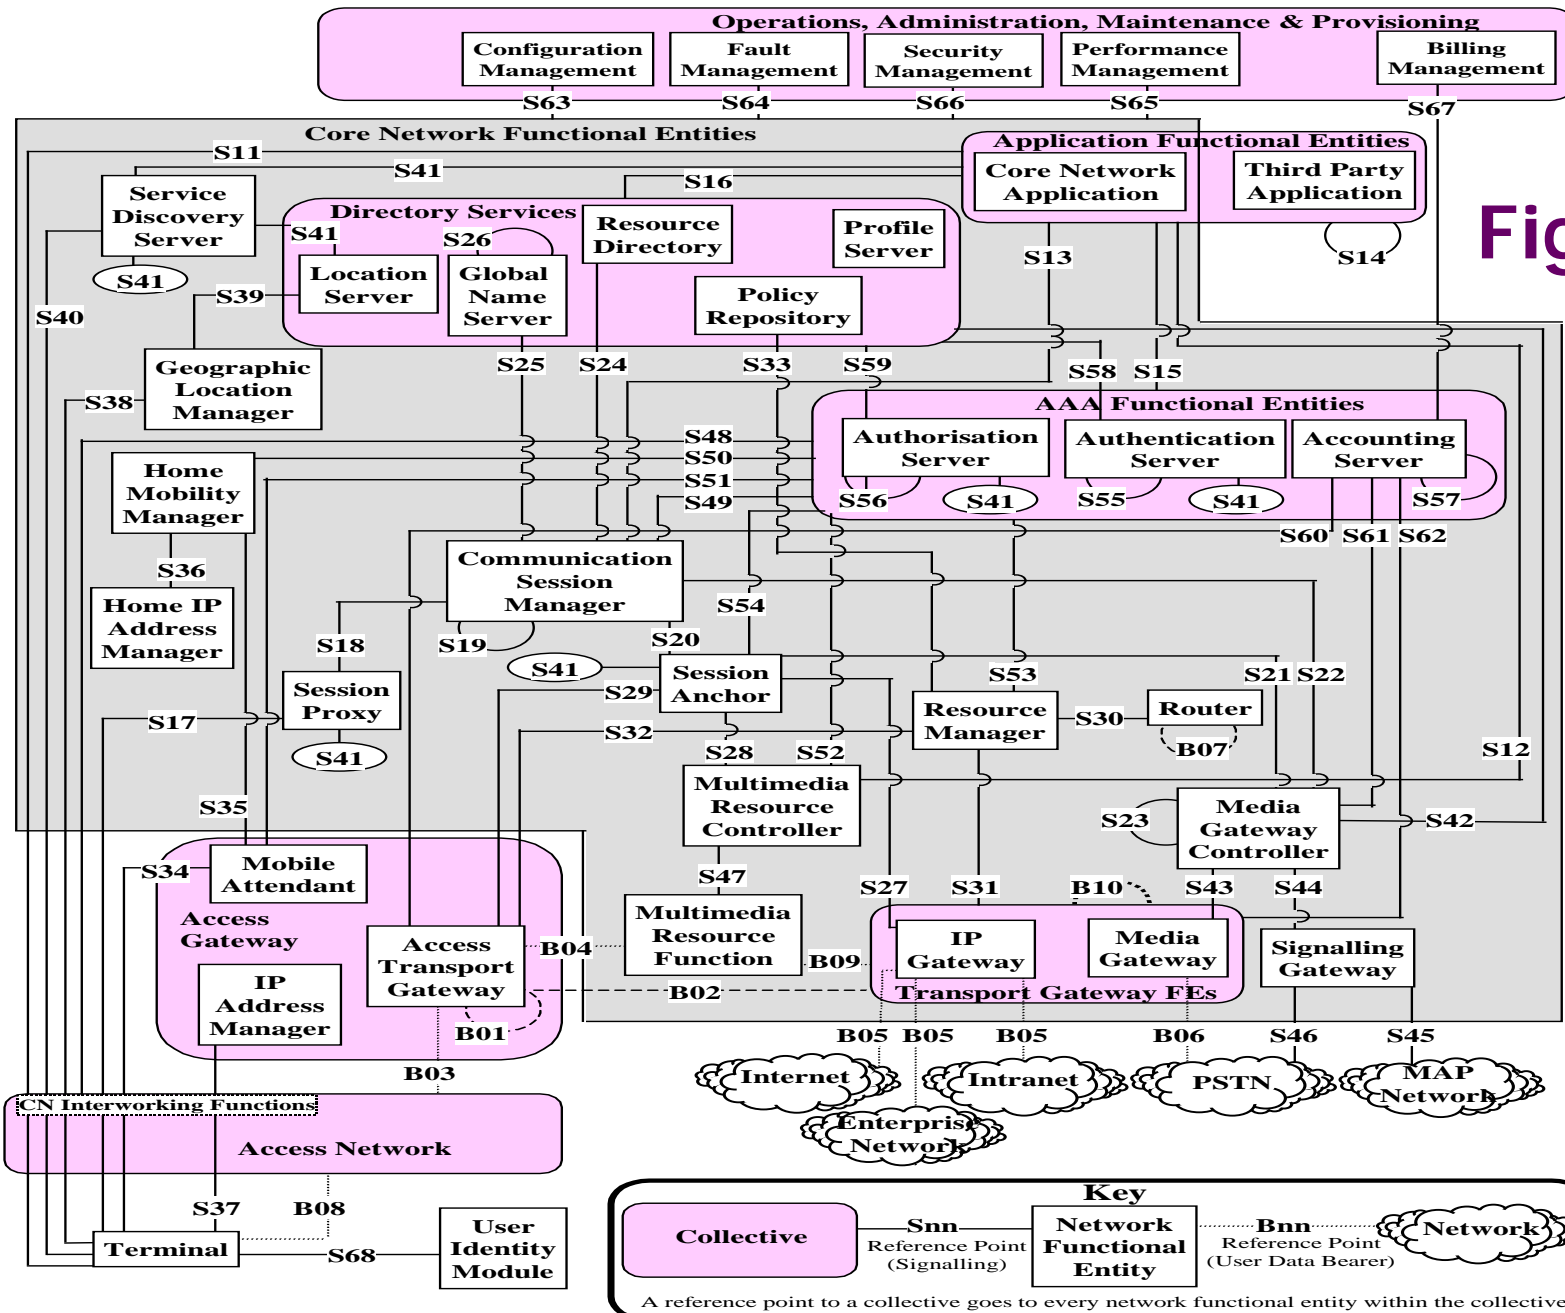 Operations, Administration, Maintenance & Provisioning
Configuration
Management
Fault
Management
Security
Management
Performance
Management
Billing
Management
S63
S64
S66
S65
S67
Core Network Functional Entities
Application Functional Entities
S11
S41
S16
Core Network
Application
Third Party
Application
Service
Discovery
Server
Directory Services
Resource
Directory
Profile
Server
Fig
S41
S26
S13
S14
S41
Location
Server
Global
Name
Server
Policy
Repository
S39
S40
Geographic
Location
Manager
S25
S24
S33
S59
S58
S15
S38
AAA Functional Entities
Authorisation
Server
Authentication
Server
Accounting
Server
S48
S50
S51
S49
Home
Mobility
Manager
S56
S41
S55
S41
S57
S60
S61
S62
S36
Communication
Session
Manager
Home IP
Address
Manager
S54
S18
S19
S20
S41
Session
Anchor
S21
S22
S53
Session
Proxy
S29
S17
S32
Resource
Manager
S30
Router
B07
S41
S28
S52
S12
S35
Multimedia
Resource
Controller
S31
Media
Gateway
Controller
S23
S42
Mobile
Attendant
S34
S47
S27
B10
S43
S44
Access
Gateway
Access
Transport
Gateway
Multimedia
Resource
Function
IP
Gateway
Media
Gateway
Signalling
Gateway
B04
B09
IP
Address
Manager
B02
Transport Gateway FEs
B01
B05
B05
B05
B06
S46
S45
B03
Internet
Intranet
PSTN
MAP
Network
CN Interworking Functions
Enterprise
Network
Access Network
S37
B08
Terminal
S68
User
Identity
Module
Key
Collective
Snn
Reference Point
(Signalling)
Network
Functional
Entity
Bnn
Reference Point
(User Data Bearer)
Network
A reference point to a collective goes to every network functional entity within the collective